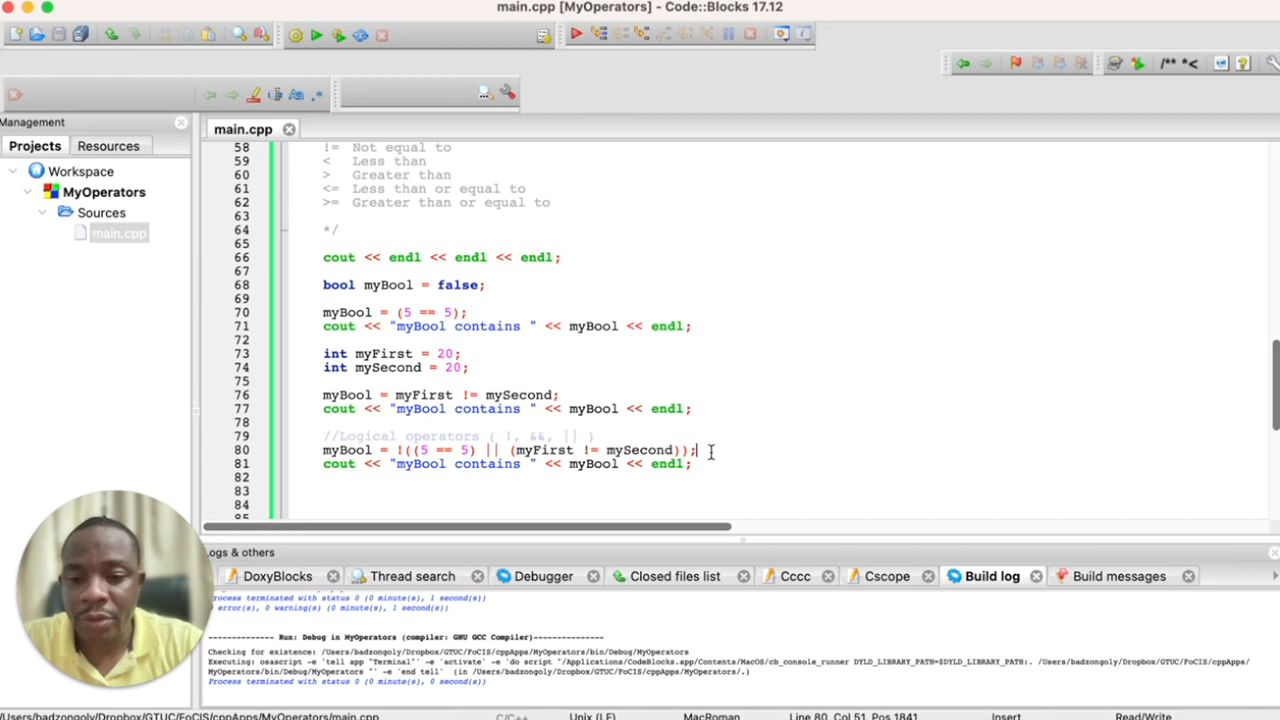 main.cpp [MyOperators] - Code::Blocks 17.12
/** *<
Management
main.cpp
Projects Resources
Workspace
MyOperators
Sources
main.cpp
58 != Not equal to
59 < Less than
60 > Greater than
61 <= Less than or equal to
62 >= Greater than or equal to
63
64 */
65
66 cout << endl << endl << endl;
67
68 bool myBool = false;
69
70 myBool = (5 == 5);
71 cout << "myBool contains " << myBool << endl;
72
73 int myFirst = 20;
74 int mySecond = 20;
75
76 myBool = myFirst != mySecond;
77 cout << "myBool contains " << myBool << endl;
78
79 //Logical operators ( !, &&, || )
80 myBool = !((5 == 5) || (myFirst != mySecond));
81 cout << "myBool contains " << myBool << endl;
82
83
84
85
ogs & others
DoxyBlocks Thread search Debugger Closed files list Cccc Cscope Build log Build messages
rocess terminated with status 0 (0 minute(s), 1 second(s))
error(s), 0 warning(s) (0 minute(s), 1 second(s))
-------------- Run: Debug in MyOperators (compiler: GNU GCC Compiler)---------------
Checking for existence: /Users/badzongoly/Dropbox/GTUC/FoCIS/cppApps/MyOperators/bin/Debug/MyOperators
Executing: osascript -e 'tell app "Terminal"' -e 'activate' -e 'do script "/Applications/CodeBlocks.app/Contents/MacOS/cb_console_runner DYLD_LIBRARY_PATH=$DYLD_LIBRARY_PATH:. /Users/badzongoly/Dropbox/GTUC/FoCIS/cppApps/
MyOperators/bin/Debug/MyOperators "' -e 'end tell' (in /Users/badzongoly/Dropbox/GTUC/FoCIS/cppApps/MyOperators/.)
Process terminated with status 0 (0 minute(s), 0 second(s))
/Users/badzongoly/Dropbox/GTUC/FoCIS/cppApps/MyOperators/main.cpp C/C++ Unix (LF) MacRoman Line 80, Col 51, Pos 1841 Insert Read/Write